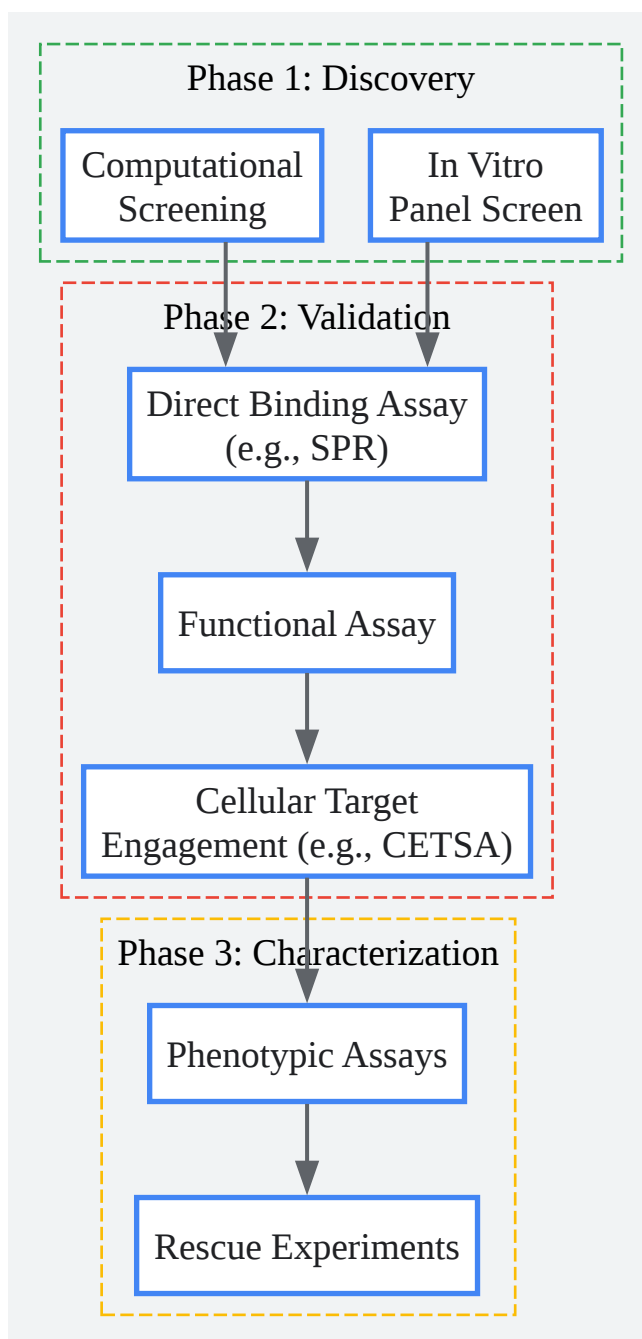 Phase 1: Discovery
Computational
Screening
In Vitro
Panel Screen
Phase 2: Validation
Direct Binding Assay
(e.g., SPR)
Functional Assay
Cellular Target
Engagement (e.g., CETSA)
Phase 3: Characterization
Phenotypic Assays
Rescue Experiments